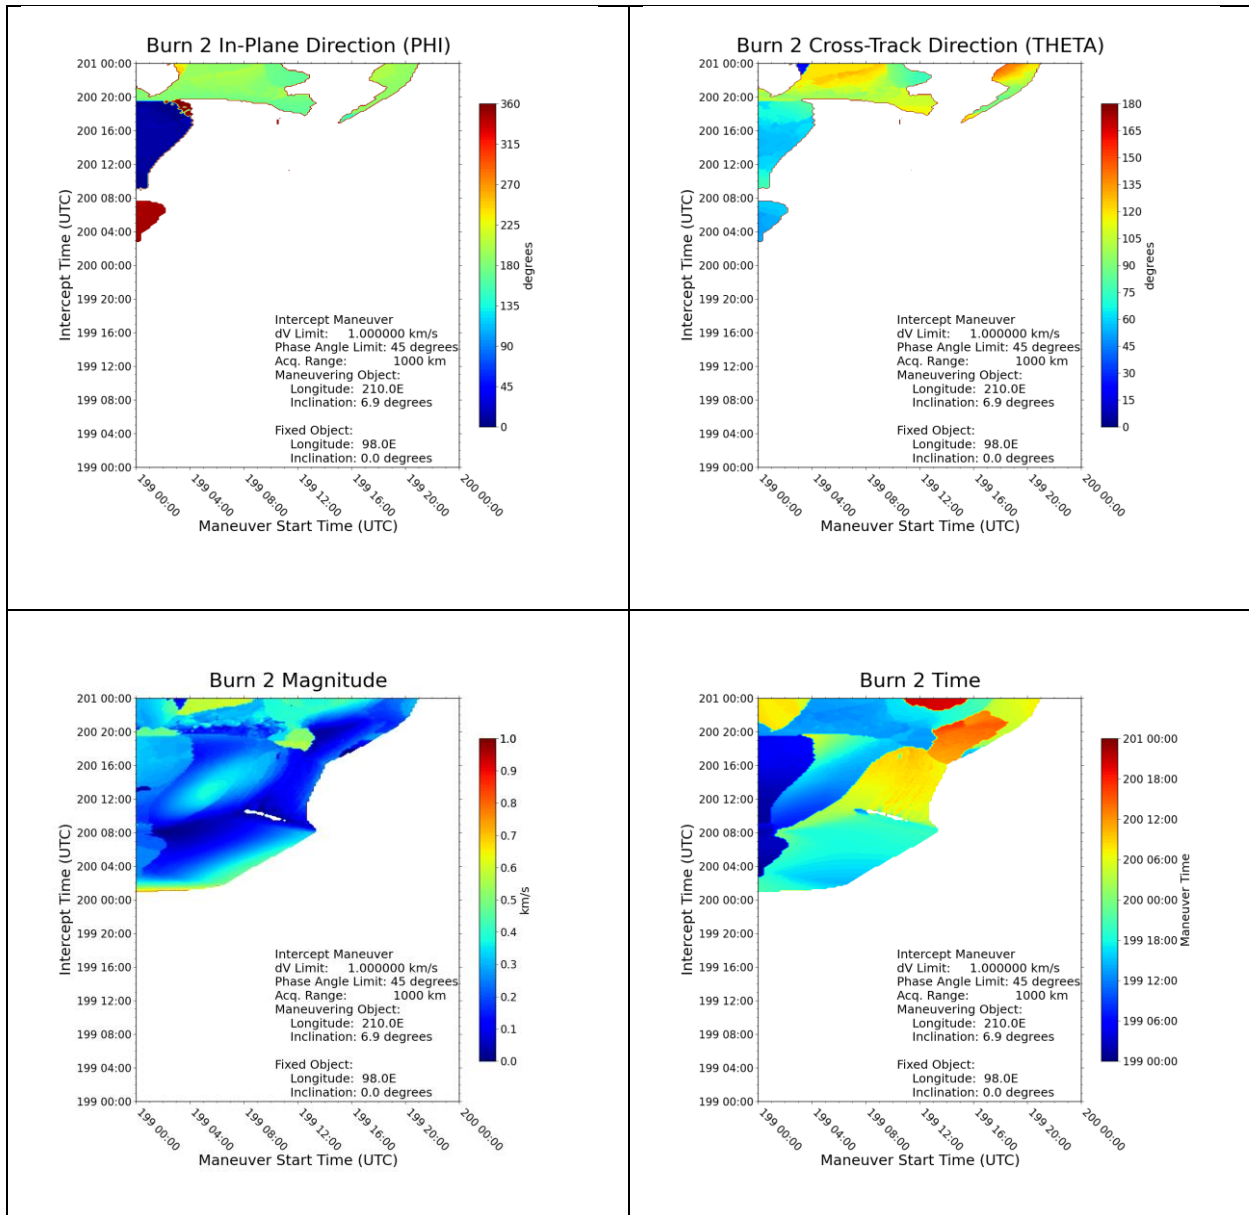 Burn 2 In-Plane Direction (PHI)
201 00:00
200 20:00
200 16:00
200 12:00
200 08:00
200 04:00
200 00:00
199 20:00
199 16:00
199 12:00
199 08:00
199 04:00
199 00:00
Intercept Time (UTC)
199 00:00
199 04:00
199 08:00
199 12:00
199 16:00
199 20:00
200 00:00
Maneuver Start Time (UTC)
Intercept Maneuver
dV Limit: 1.000000 km/s
Phase Angle Limit: 45 degrees
Acq. Range: 1000 km
Maneuvering Object:
Longitude: 210.0E
Inclination: 6.9 degrees
Fixed Object:
Longitude: 98.0E
Inclination: 0.0 degrees
360
315
270
225
180
135
90
45
0
degrees
Burn 2 Cross-Track Direction (THETA)
201 00:00
200 20:00
200 16:00
200 12:00
200 08:00
200 04:00
200 00:00
199 20:00
199 16:00
199 12:00
199 08:00
199 04:00
199 00:00
Intercept Time (UTC)
199 00:00
199 04:00
199 08:00
199 12:00
199 16:00
199 20:00
200 00:00
Maneuver Start Time (UTC)
Intercept Maneuver
dV Limit: 1.000000 km/s
Phase Angle Limit: 45 degrees
Acq. Range: 1000 km
Maneuvering Object:
Longitude: 210.0E
Inclination: 6.9 degrees
Fixed Object:
Longitude: 98.0E
Inclination: 0.0 degrees
180
165
150
135
120
105
90
75
60
45
30
15
0
degrees
Burn 2 Magnitude
201 00:00
200 20:00
200 16:00
200 12:00
200 08:00
200 04:00
200 00:00
199 20:00
199 16:00
199 12:00
199 08:00
199 04:00
199 00:00
Intercept Time (UTC)
199 00:00
199 04:00
199 08:00
199 12:00
199 16:00
199 20:00
200 00:00
Maneuver Start Time (UTC)
Intercept Maneuver
dV Limit: 1.000000 km/s
Phase Angle Limit: 45 degrees
Acq. Range: 1000 km
Maneuvering Object:
Longitude: 210.0E
Inclination: 6.9 degrees
Fixed Object:
Longitude: 98.0E
Inclination: 0.0 degrees
1.0
0.9
0.8
0.7
0.6
0.5
0.4
0.3
0.2
0.1
0.0
km/s
Burn 2 Time
201 00:00
200 20:00
200 16:00
200 12:00
200 08:00
200 04:00
200 00:00
199 20:00
199 16:00
199 12:00
199 08:00
199 04:00
199 00:00
Intercept Time (UTC)
199 00:00
199 04:00
199 08:00
199 12:00
199 16:00
199 20:00
200 00:00
Maneuver Start Time (UTC)
Intercept Maneuver
dV Limit: 1.000000 km/s
Phase Angle Limit: 45 degrees
Acq. Range: 1000 km
Maneuvering Object:
Longitude: 210.0E
Inclination: 6.9 degrees
Fixed Object:
Longitude: 98.0E
Inclination: 0.0 degrees
201 00:00
200 18:00
200 12:00
200 06:00
200 00:00
199 18:00
199 12:00
199 06:00
199 00:00
Maneuver Time